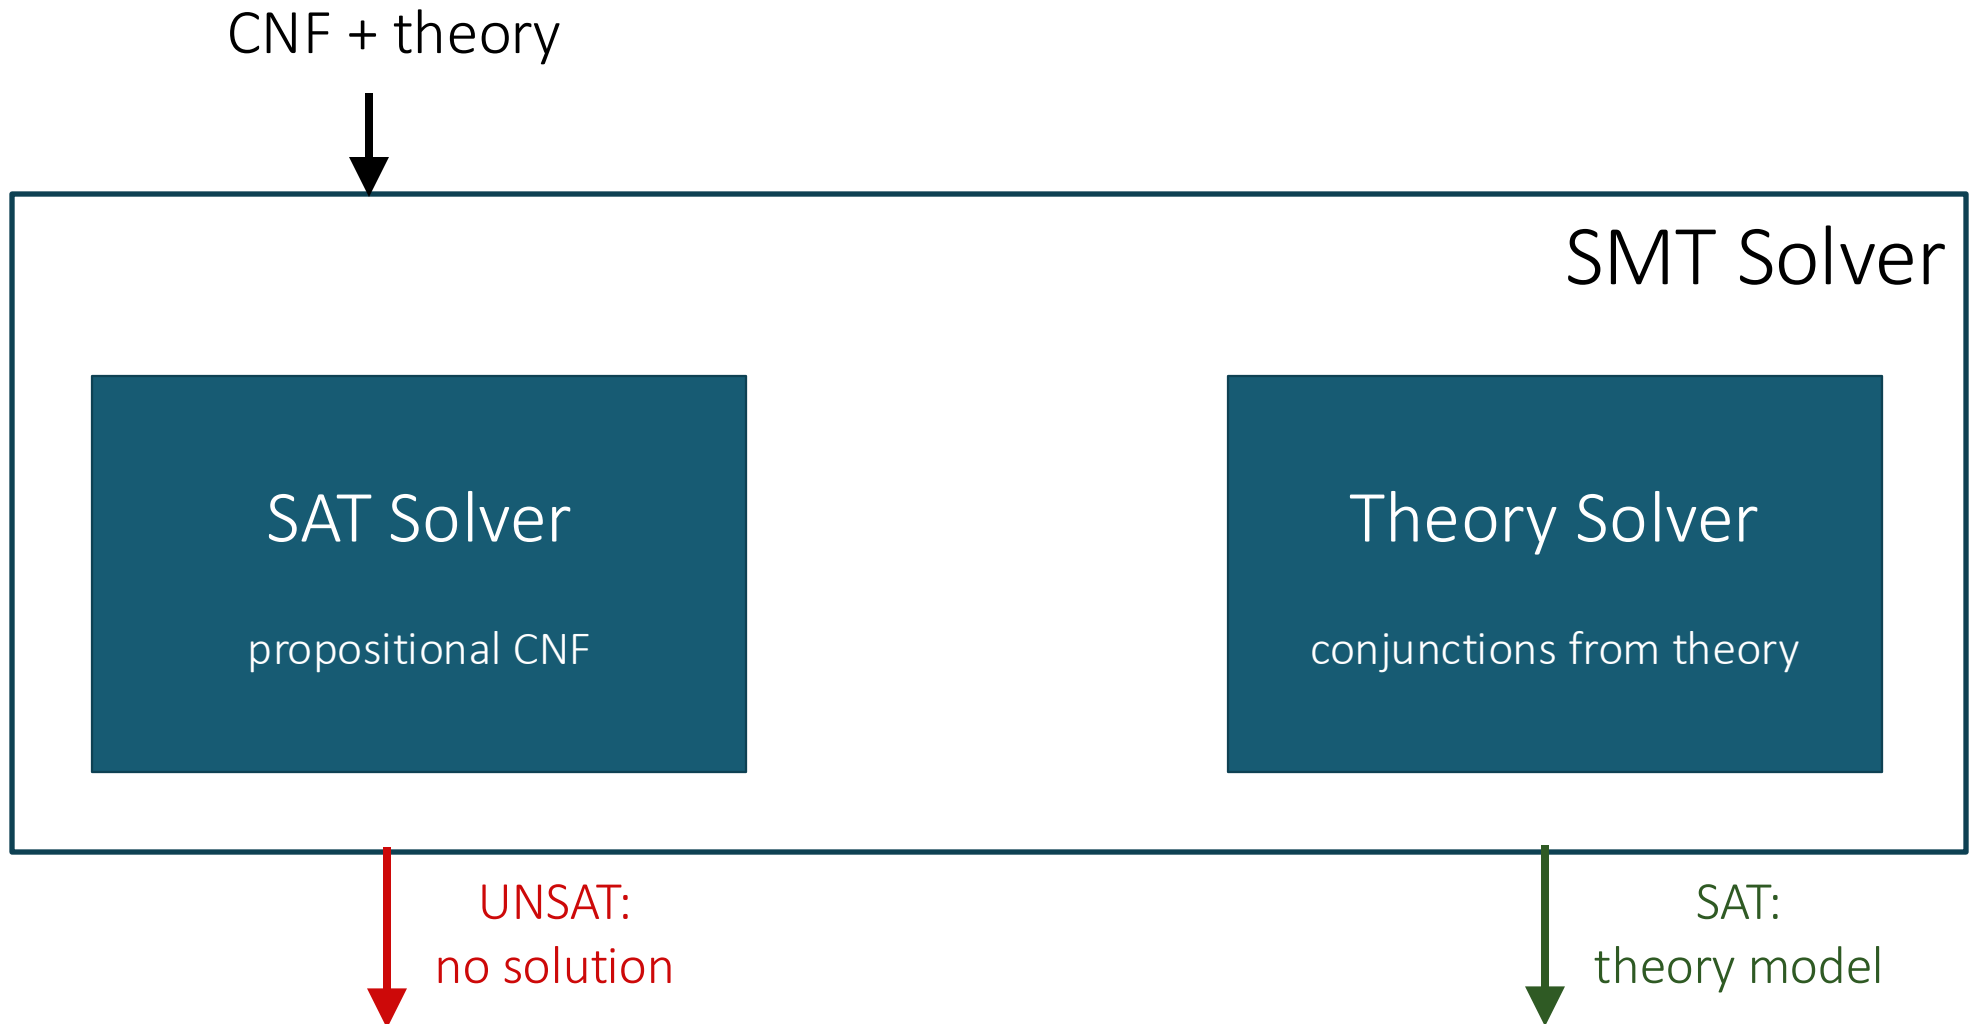 CNF + theory
SMT Solver
SAT Solver
propositional CNF
Theory Solver
conjunctions from theory
UNSAT:
no solution
SAT:
theory model